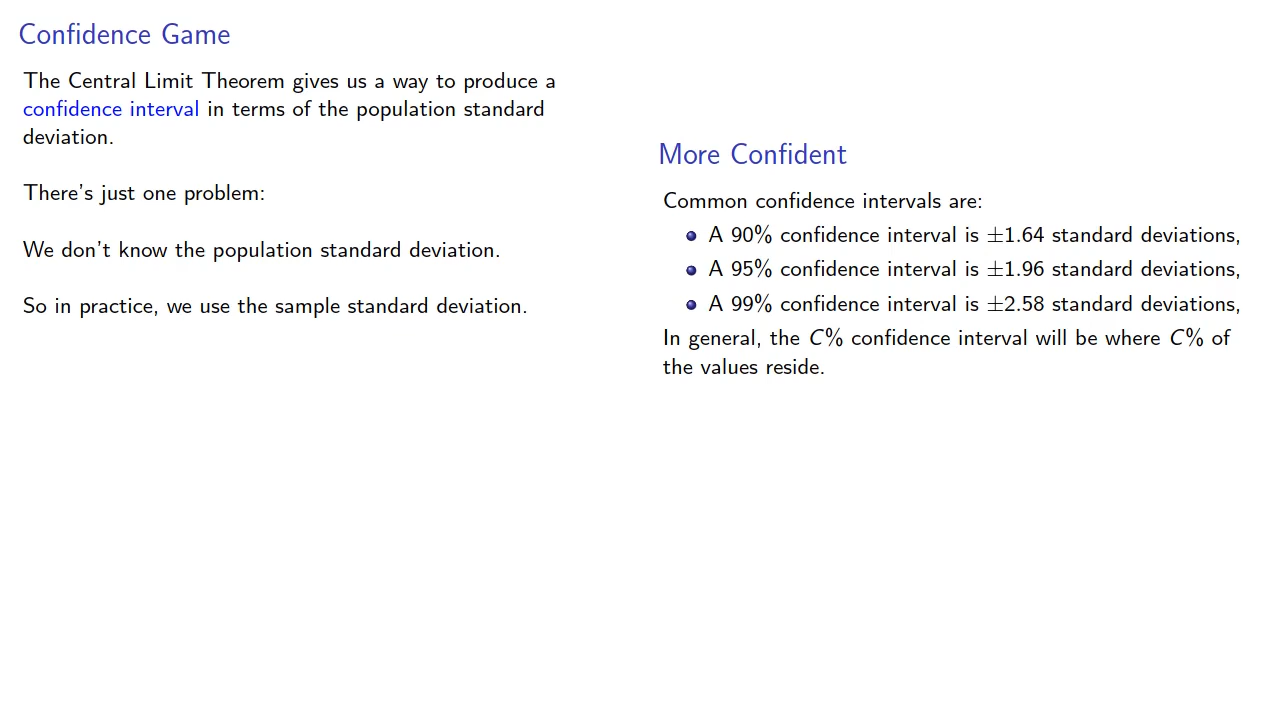 Confidence Game
The Central Limit Theorem gives us a way to produce a
confidence interval in terms of the population standard
deviation.
There's just one problem:
We don't know the population standard deviation.
So in practice, we use the sample standard deviation.
More Confident
Common confidence intervals are:
A 90% confidence interval is ±1.64 standard deviations,
A 95% confidence interval is ±1.96 standard deviations,
A 99% confidence interval is ±2.58 standard deviations,
In general, the C% confidence interval will be where C% of
the values reside.